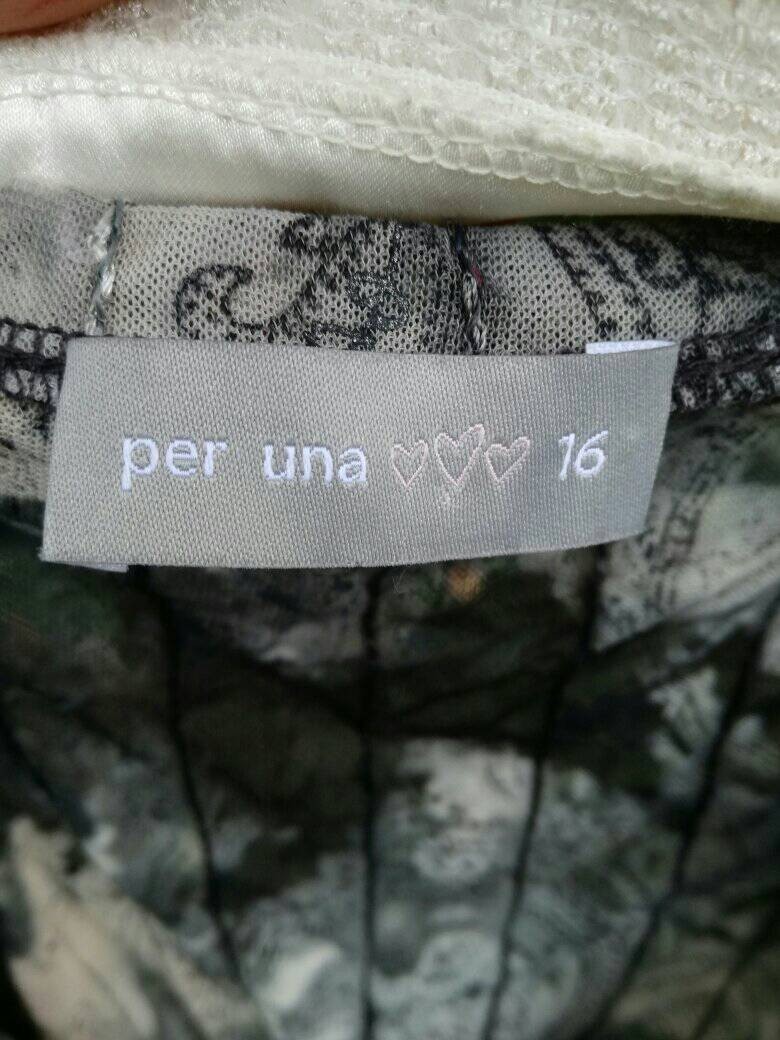 per una ♡♡♡ 16